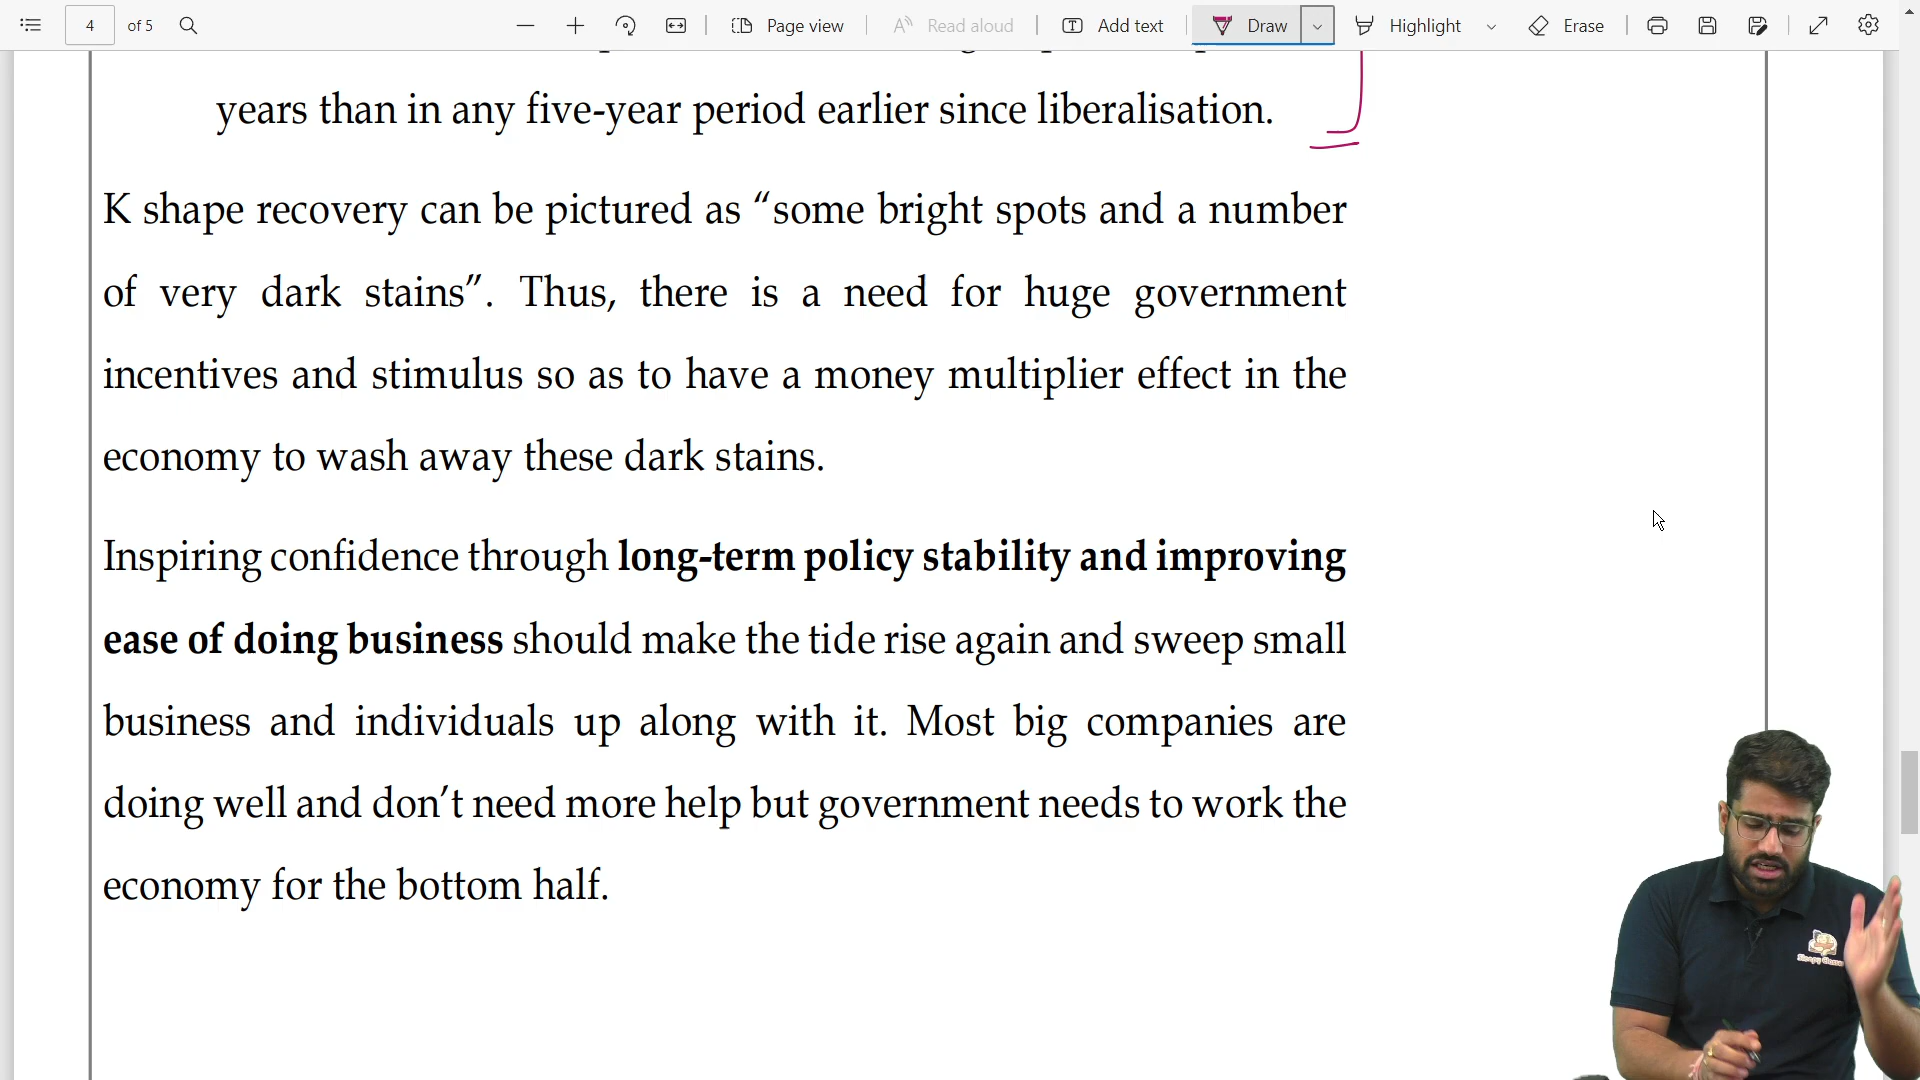 4 of 5 Page view Read aloud Add text Draw Highlight Erase
years than in any five-year period earlier since liberalisation.
K shape recovery can be pictured as “some bright spots and a number
of very dark stains”. Thus, there is a need for huge government
incentives and stimulus so as to have a money multiplier effect in the
economy to wash away these dark stains.
Inspiring confidence through long-term policy stability and improving
ease of doing business should make the tide rise again and sweep small
business and individuals up along with it. Most big companies are
doing well and don’t need more help but government needs to work the
economy for the bottom half.
Sleepy Classes